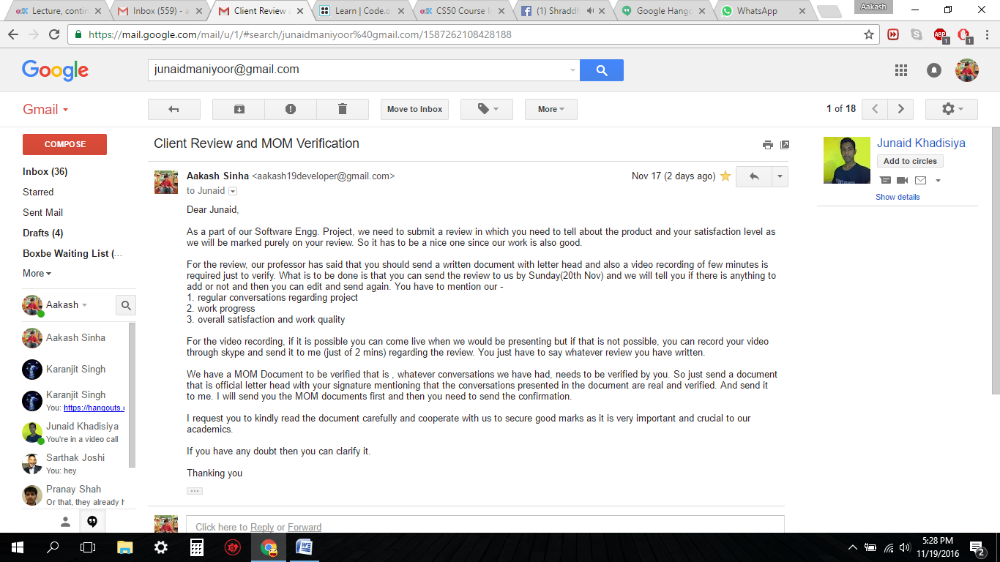 Lecture, contin
Inbox (559) - a
Client Review a
Learn | Code.o
CS50 Course I
(1) Shraddh
Google Hango
WhatsApp
Aakash
https://mail.google.com/mail/u/1/#search/junaidmaniyoor%40gmail.com/1587262108428188
ABP
1
1
Google
junaidmaniyoor@gmail.com
Gmail
Move to Inbox
More
1 of 18
COMPOSE
Inbox (36)
Starred
Sent Mail
Drafts (4)
Boxbe Waiting List (...
More
Aakash
Aakash Sinha
Karanjit Singh
Karanjit Singh
You: https://hangouts.
Junaid Khadisiya
You're in a video call
Sarthak Joshi
You: hey
Pranay Shah
Or that, they already h
Client Review and MOM Verification
Aakash Sinha <aakash19developer@gmail.com>
Nov 17 (2 days ago)
to Junaid
Dear Junaid,
As a part of our Software Engg. Project, we need to submit a review in which you need to tell about the product and your satisfaction level as
we will be marked purely on your review. So it has to be a nice one since our work is also good.
For the review, our professor has said that you should send a written document with letter head and also a video recording of few minutes is
required just to verify. What is to be done is that you can send the review to us by Sunday(20th Nov) and we will tell you if there is anything to
add or not and then you can edit and send again. You have to mention our -
1. regular conversations regarding project
2. work progress
3. overall satisfaction and work quality
For the video recording, if it is possible you can come live when we would be presenting but if that is not possible, you can record your video
through skype and send it to me (just of 2 mins) regarding the review. You just have to say whatever review you have written.
We have a MOM Document to be verified that is , whatever conversations we have had, needs to be verified by you. So just send a document
that is official letter head with your signature mentioning that the conversations presented in the document are real and verified. And send it
to me. I will send you the MOM documents first and then you need to send the confirmation.
I request you to kindly read the document carefully and cooperate with us to secure good marks as it is very important and crucial to our
academics.
If you have any doubt then you can clarify it.
Thanking you
Click here to Reply or Forward
Junaid Khadisiya
Add to circles
Show details
5:28 PM
11/19/2016
2